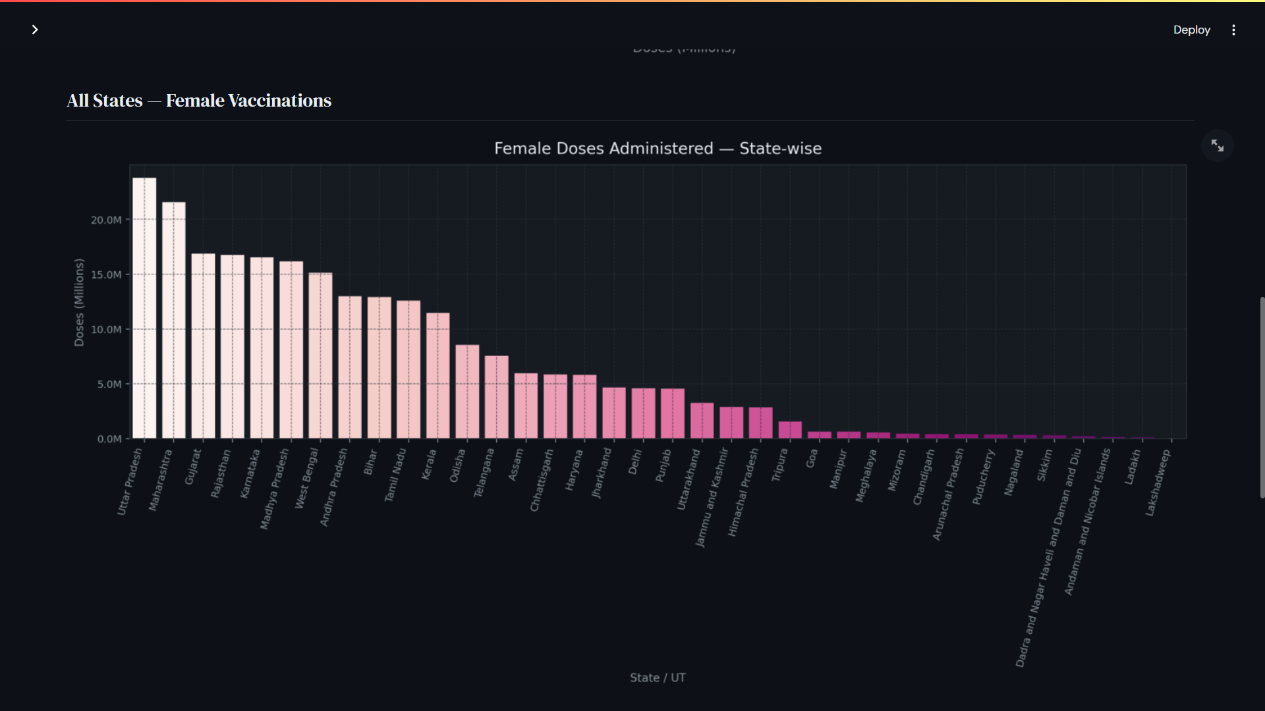 Deploy
Doses (Millions)
All States — Female Vaccinations
Female Doses Administered — State-wise
Doses (Millions)
20.0M
15.0M
10.0M
5.0M
0.0M
Uttar Pradesh
Maharashtra
Gujarat
Rajasthan
Karnataka
Madhya Pradesh
West Bengal
Andhra Pradesh
Bihar
Tamil Nadu
Kerala
Odisha
Telangana
Assam
Chhattisgarh
Haryana
Jharkhand
Delhi
Punjab
Uttarakhand
Jammu and Kashmir
Himachal Pradesh
Tripura
Goa
Manipur
Meghalaya
Mizoram
Chandigarh
Arunachal Pradesh
Puducherry
Nagaland
Sikkim
Dadra and Nagar Haveli and Daman and Diu
Andaman and Nicobar Islands
Ladakh
Lakshadweep
State / UT